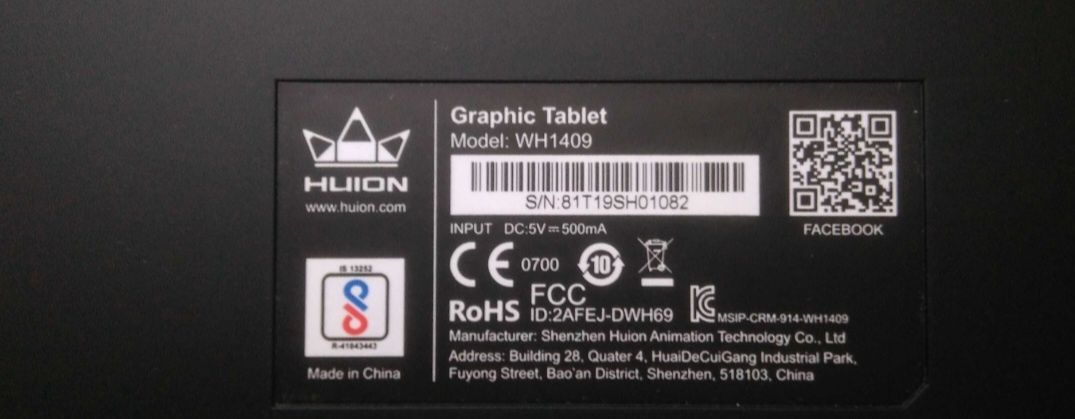 HUION
www.huion.com
IS 13252
R-41043443
Made in China
Graphic Tablet
Model: WH1409
S/N:81T19SH01082
INPUT DC:5V⎓500mA
CE 0700 10
RoHS FCC ID:2AFEJ-DWH69
MSIP-CRM-914-WH1409
Manufacturer: Shenzhen Huion Animation Technology Co., Ltd
Address: Building 28, Quater 4, HuaiDeCuiGang Industrial Park,
Fuyong Street, Bao'an District, Shenzhen, 518103, China
FACEBOOK